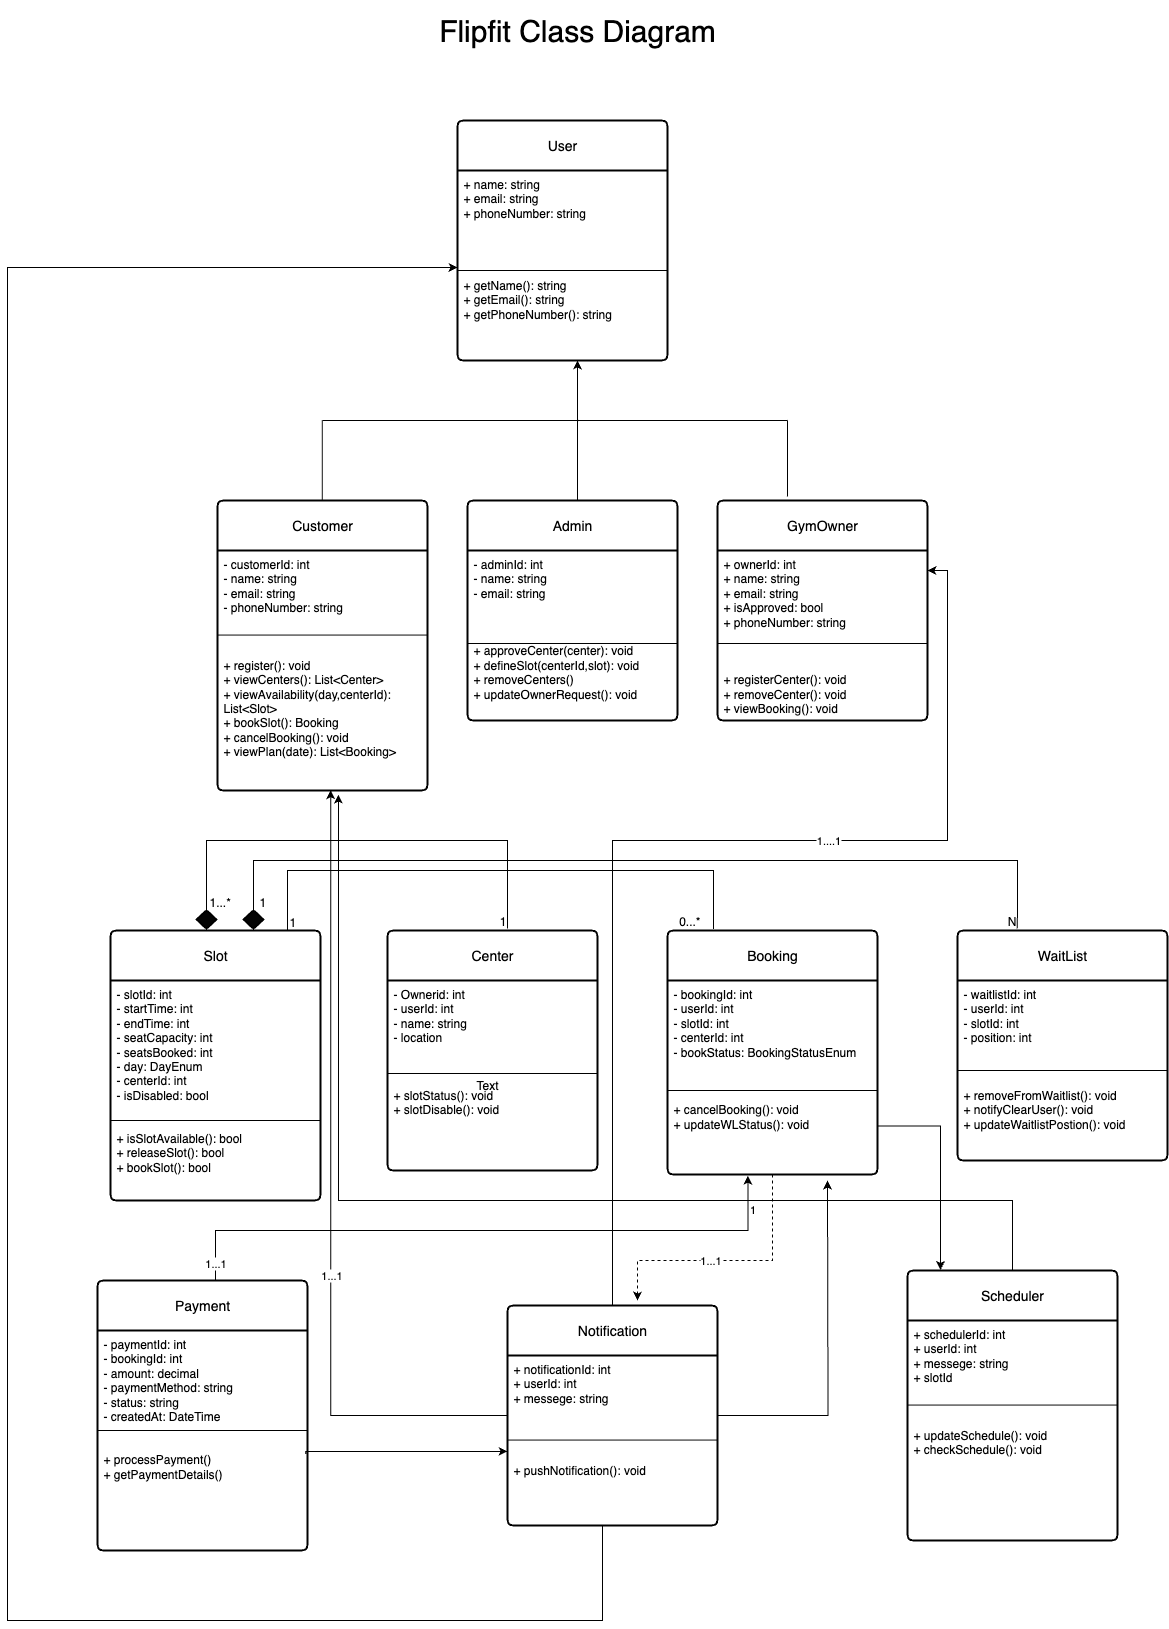 Flipfit Class Diagram
User
+ name: string
+ email: string
+ phoneNumber: string
+ getName(): string
+ getEmail(): string
+ getPhoneNumber(): string
Customer
- customerId: int
- name: string
- email: string
- phoneNumber: string
+ register(): void
+ viewCenters(): List<Center>
+ viewAvailability(day,centerId):
List<Slot>
+ bookSlot(): Booking
+ cancelBooking(): void
+ viewPlan(date): List<Booking>
Admin
- adminId: int
- name: string
- email: string
+ approveCenter(center): void
+ defineSlot(centerId,slot): void
+ removeCenters()
+ updateOwnerRequest(): void
GymOwner
+ ownerId: int
+ name: string
+ email: string
+ isApproved: bool
+ phoneNumber: string
+ registerCenter(): void
+ removeCenter(): void
+ viewBooking(): void
1....1
1...*
1
1
1
0...*
N
Slot
- slotId: int
- startTime: int
- endTime: int
- seatCapacity: int
- seatsBooked: int
- day: DayEnum
- centerId: int
- isDisabled: bool
+ isSlotAvailable(): bool
+ releaseSlot(): bool
+ bookSlot(): bool
Center
- Ownerid: int
- userId: int
- name: string
- location
Text
+ slotStatus(): void
+ slotDisable(): void
Booking
- bookingId: int
- userId: int
- slotId: int
- centerId: int
- bookStatus: BookingStatusEnum
+ cancelBooking(): void
+ updateWLStatus(): void
WaitList
- waitlistId: int
- userId: int
- slotId: int
- position: int
+ removeFromWaitlist(): void
+ notifyClearUser(): void
+ updateWaitlistPostion(): void
1
1...1
1...1
1...1
Payment
- paymentId: int
- bookingId: int
- amount: decimal
- paymentMethod: string
- status: string
- createdAt: DateTime
+ processPayment()
+ getPaymentDetails()
Notification
+ notificationId: int
+ userId: int
+ messege: string
+ pushNotification(): void
Scheduler
+ schedulerId: int
+ userId: int
+ messege: string
+ slotId
+ updateSchedule(): void
+ checkSchedule(): void